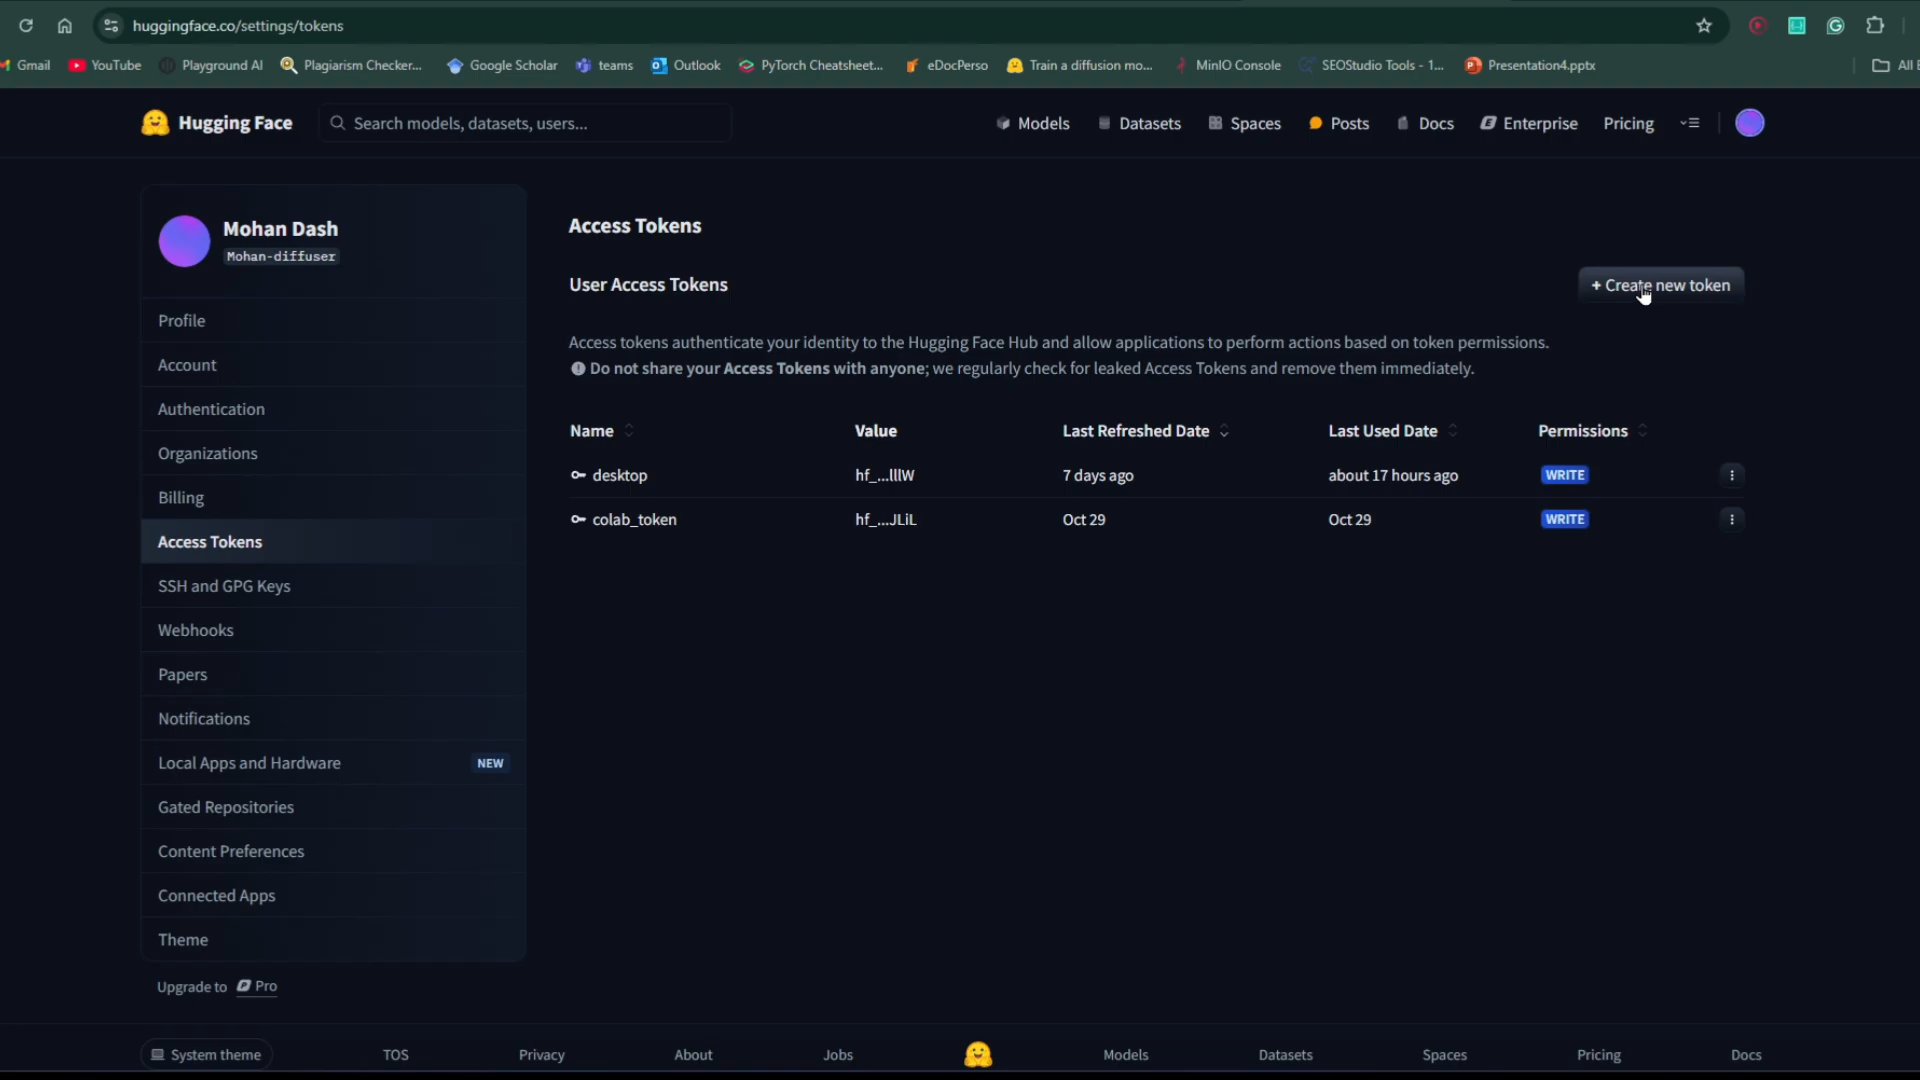 huggingface.co/settings/tokens
Gmail YouTube Playground AI Plagiarism Checker... Google Scholar teams Outlook PyTorch Cheatsheet... eDocPerso Train a diffusion mo... MinIO Console SEOStudio Tools - 1... Presentation4.pptx All
Hugging Face Search models, datasets, users... Models Datasets Spaces Posts Docs Enterprise Pricing
Mohan Dash
Mohan-diffuser
Profile
Account
Authentication
Organizations
Billing
Access Tokens
SSH and GPG Keys
Webhooks
Papers
Notifications
Local Apps and Hardware NEW
Gated Repositories
Content Preferences
Connected Apps
Theme
Upgrade to Pro
Access Tokens
User Access Tokens + Create new token
Access tokens authenticate your identity to the Hugging Face Hub and allow applications to perform actions based on token permissions.
Do not share your Access Tokens with anyone; we regularly check for leaked Access Tokens and remove them immediately.
Name Value Last Refreshed Date Last Used Date Permissions
desktop hf_...lllW 7 days ago about 17 hours ago WRITE
colab_token hf_...JLiL Oct 29 Oct 29 WRITE
System theme TOS Privacy About Jobs Models Datasets Spaces Pricing Docs